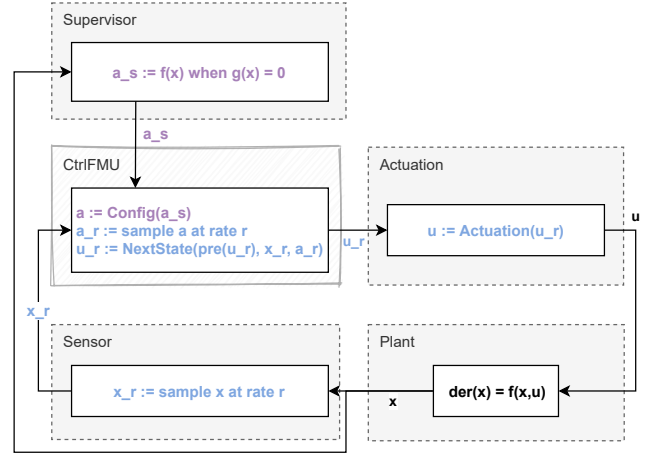 Supervisor
a_s := f(x) when g(x) = 0
a_s
CtrlFMU
a := Config(a_s)
a_r := sample a at rate r
u_r := NextState(pre(u_r), x_r, a_r)
u_r
Actuation
u := Actuation(u_r)
u
x_r
Sensor
x_r := sample x at rate r
x
Plant
der(x) = f(x,u)